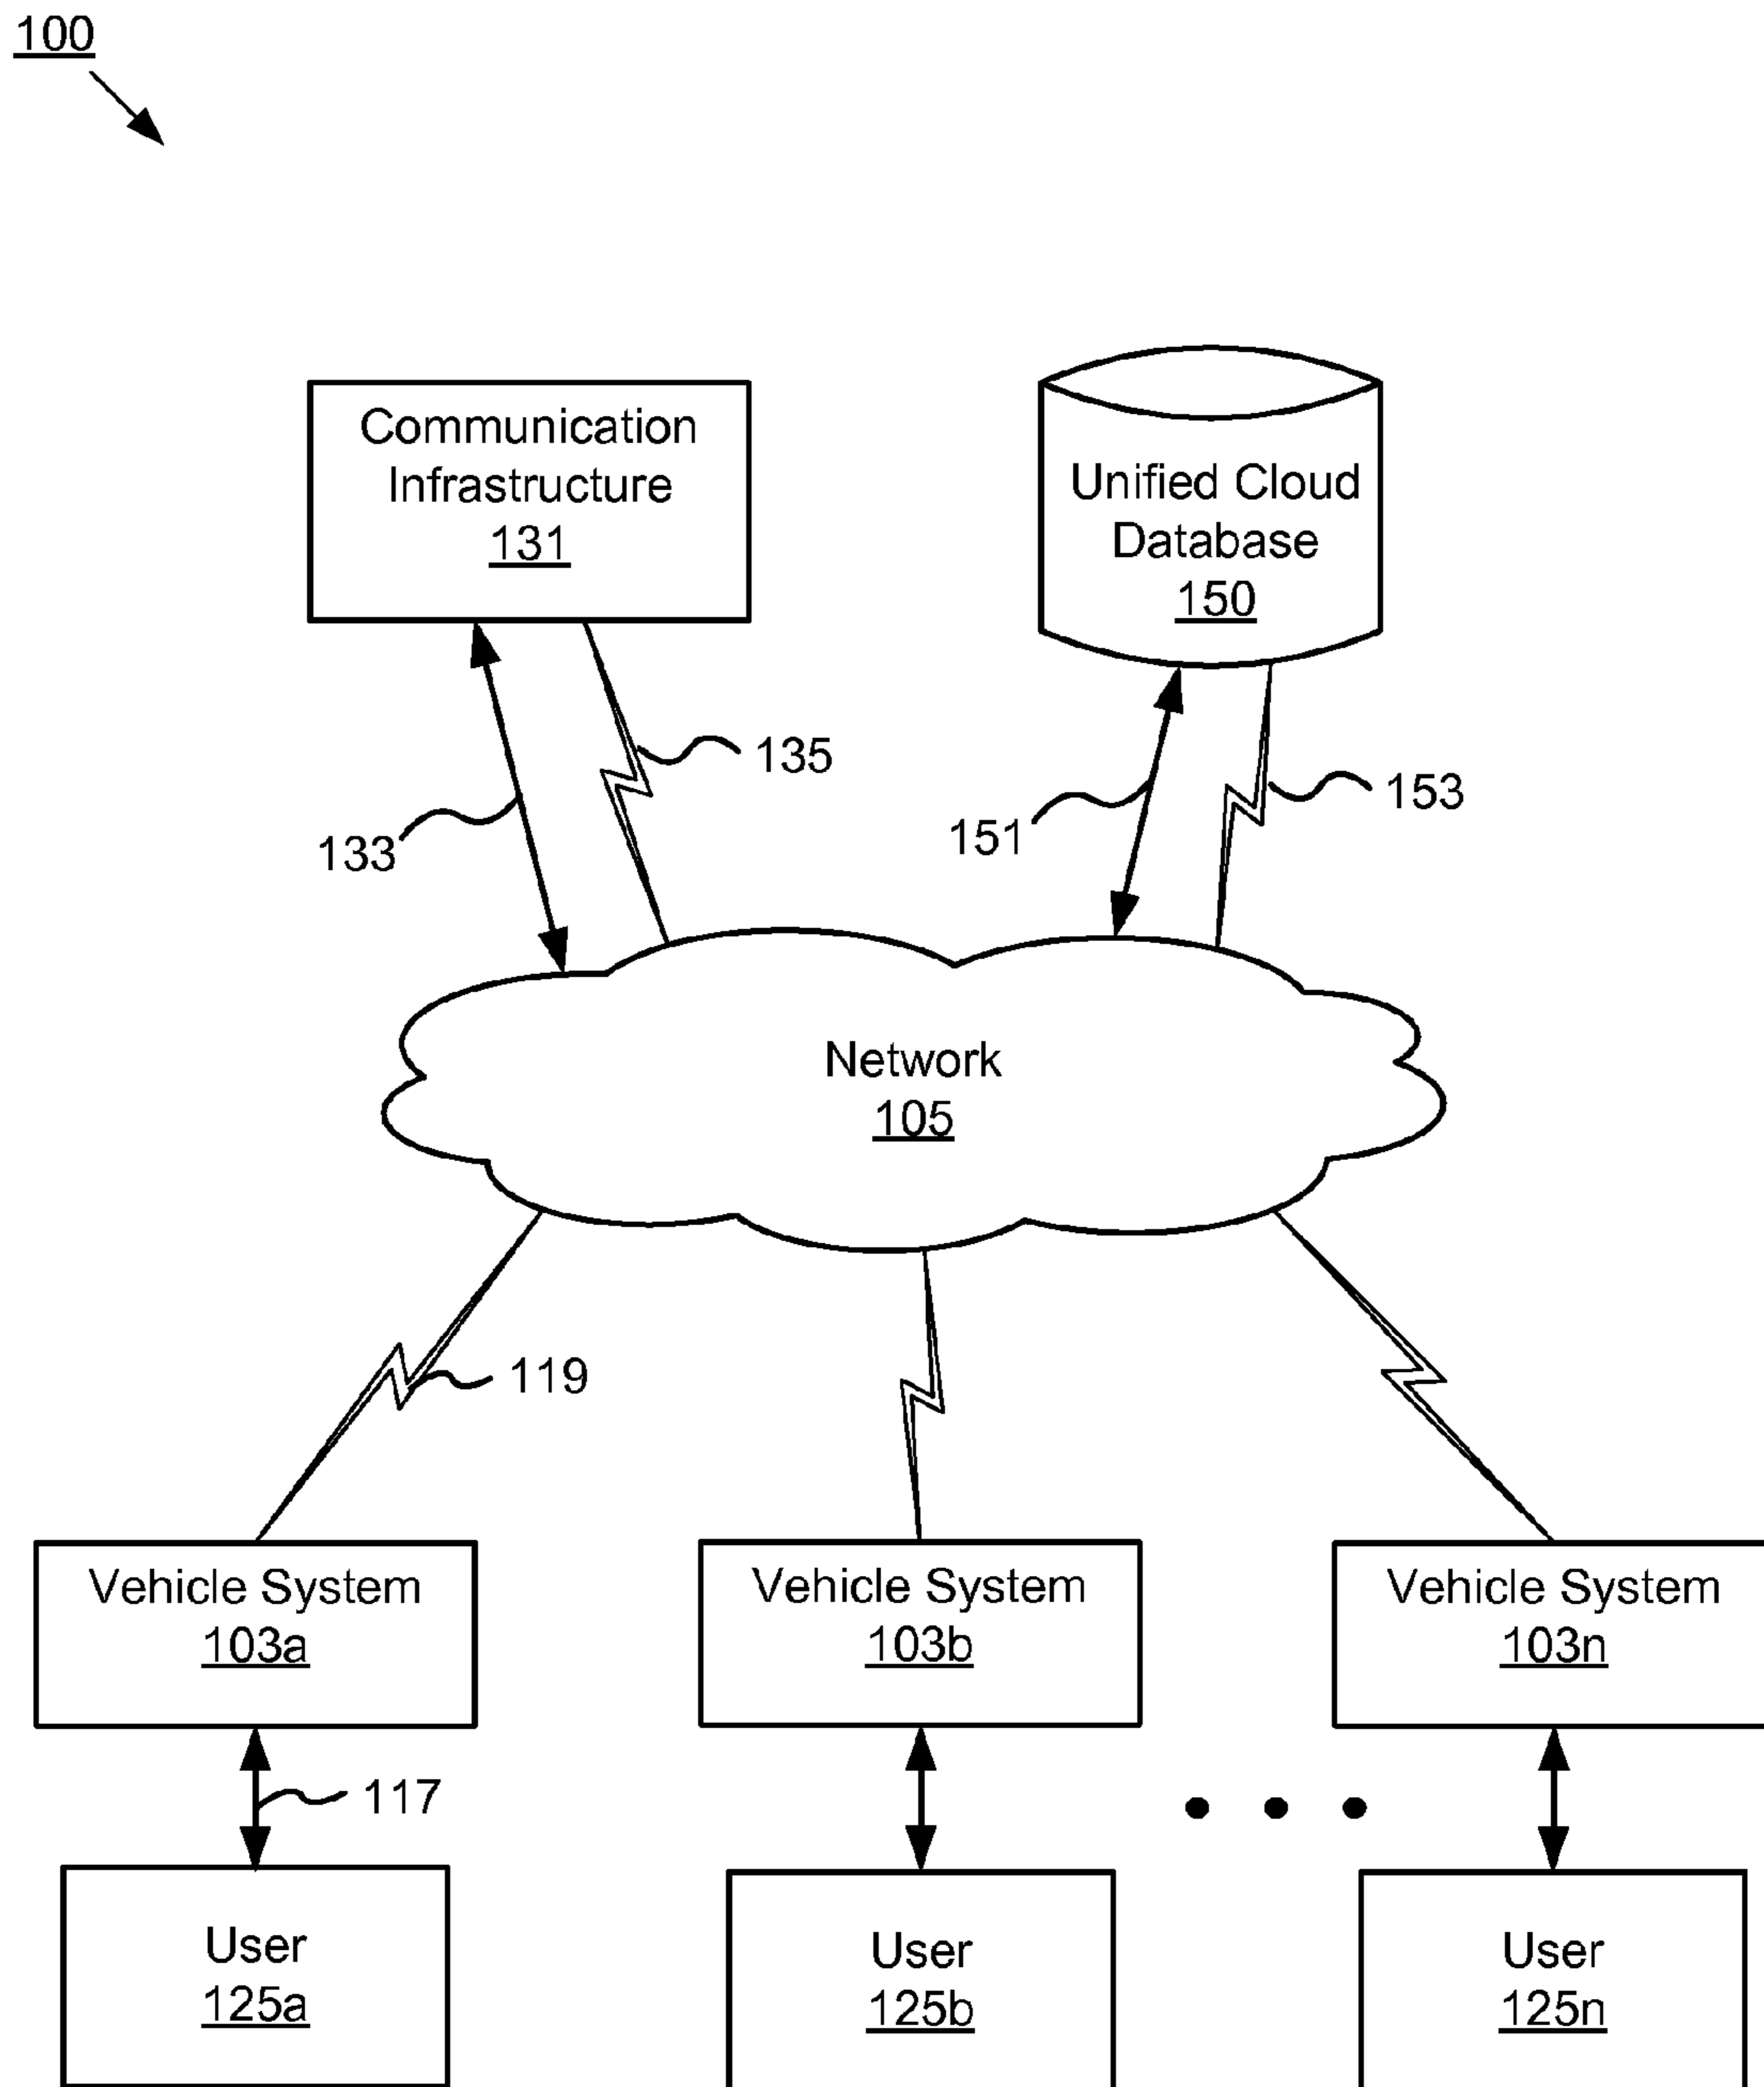 100
Communication
Infrastructure
131
Unified Cloud
Database
150
135
153
133
151
Network
105
119
Vehicle System
103a
Vehicle System
103b
Vehicle System
103n
117
User
125a
User
125b
User
125n